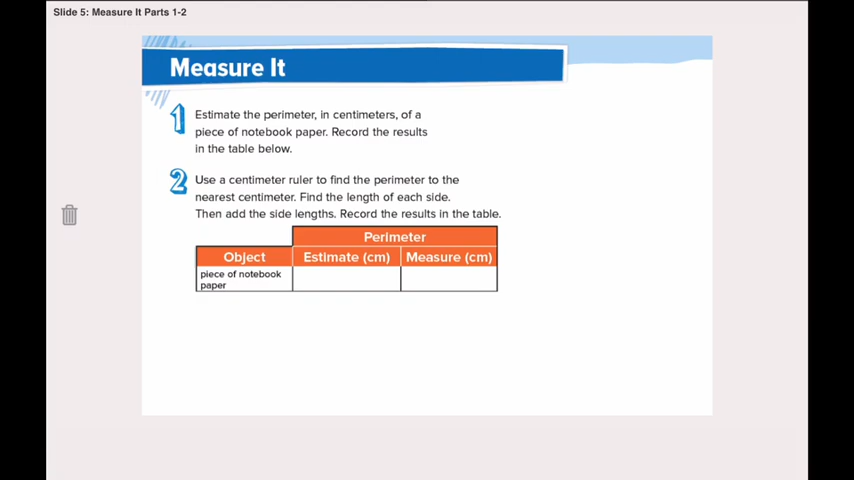 Slide 5: Measure It Parts 1-2
Measure It
1 Estimate the perimeter, in centimeters, of a
piece of notebook paper. Record the results
in the table below.
2 Use a centimeter ruler to find the perimeter to the
nearest centimeter. Find the length of each side.
Then add the side lengths. Record the results in the table.
Perimeter
Object Estimate (cm) Measure (cm)
piece of notebook
paper